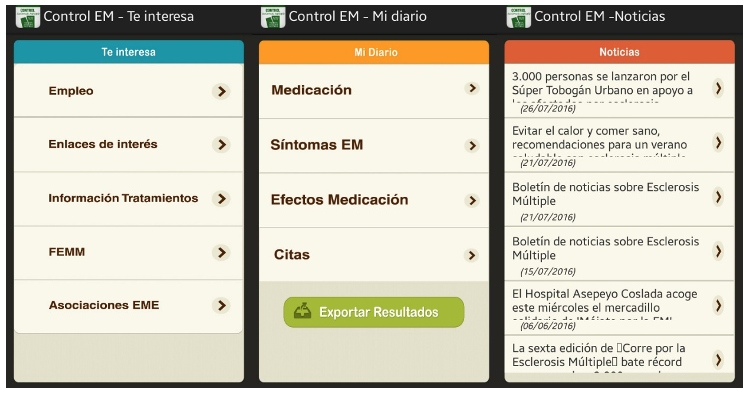 Control EM - Te interesa
Te interesa
Empleo
Enlaces de interés
Información Tratamientos
FEMM
Asociaciones EME
Control EM - Mi diario
Mi Diario
Medicación
Síntomas EM
Efectos Medicación
Citas
Exportar Resultados
Control EM -Noticias
Noticias
3.000 personas se lanzaron por el
Súper Tobogán Urbano en apoyo a
(26/07/2016)
Evitar el calor y comer sano,
recomendaciones para un verano
(21/07/2016)
Boletín de noticias sobre Esclerosis
Múltiple
(21/07/2016)
Boletín de noticias sobre Esclerosis
Múltiple
(15/07/2016)
El Hospital Asepeyo Coslada acoge
este miércoles el mercadillo
(06/06/2016)
La sexta edición de ▯Corre por la
Esclerosis Múltiple▯ bate récord